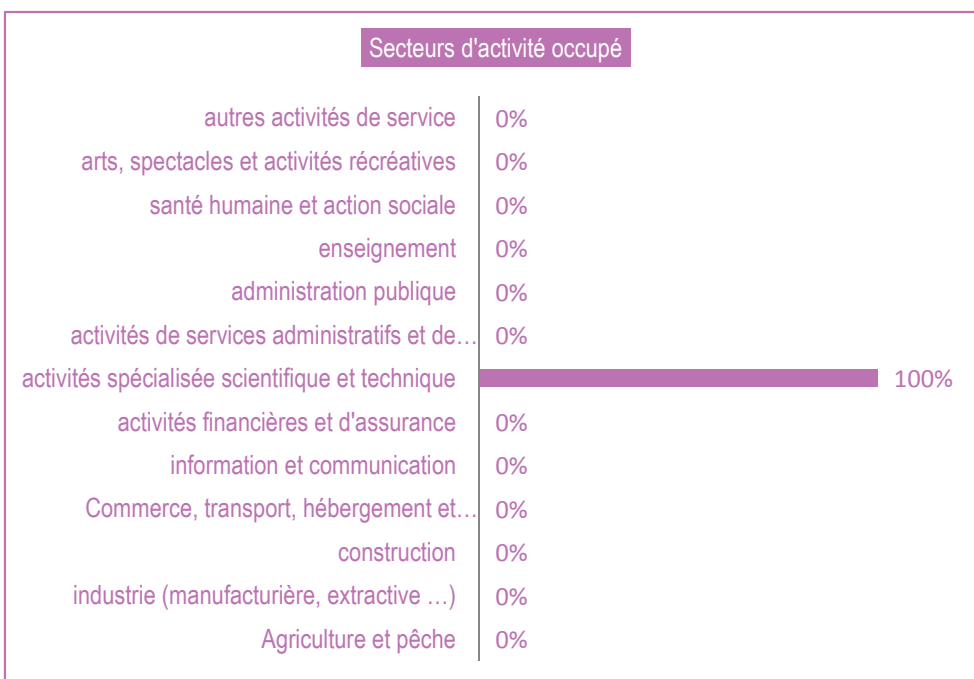 Secteurs d'activité occupé
autres activités de service 0%
arts, spectacles et activités récréatives 0%
santé humaine et action sociale 0%
enseignement 0%
administration publique 0%
activités de services administratifs et de… 0%
activités spécialisée scientifique et technique 100%
activités financières et d'assurance 0%
information et communication 0%
Commerce, transport, hébergement et… 0%
construction 0%
industrie (manufacturière, extractive …) 0%
Agriculture et pêche 0%